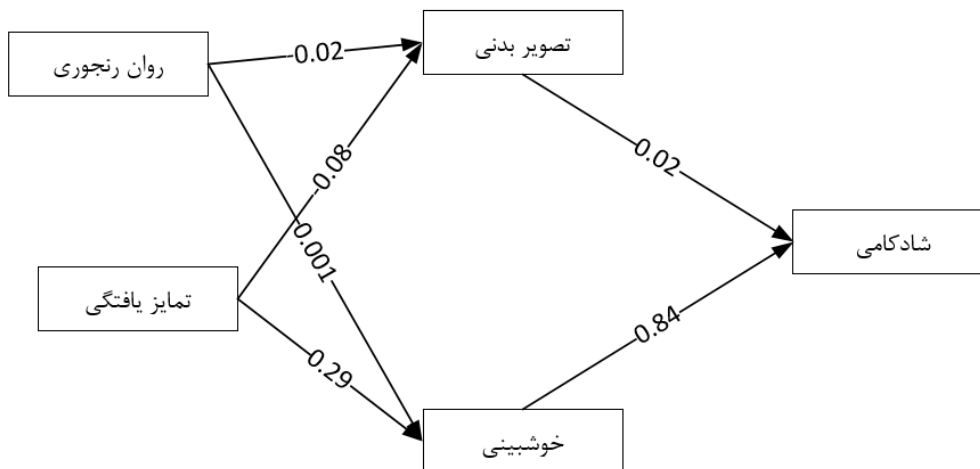 روان رنجوری
تصویر بدنی
تمایز یافتگی
خوشبینی
شادکامی
-0.02
-0.08
0.001
0.29
0.02
0.84